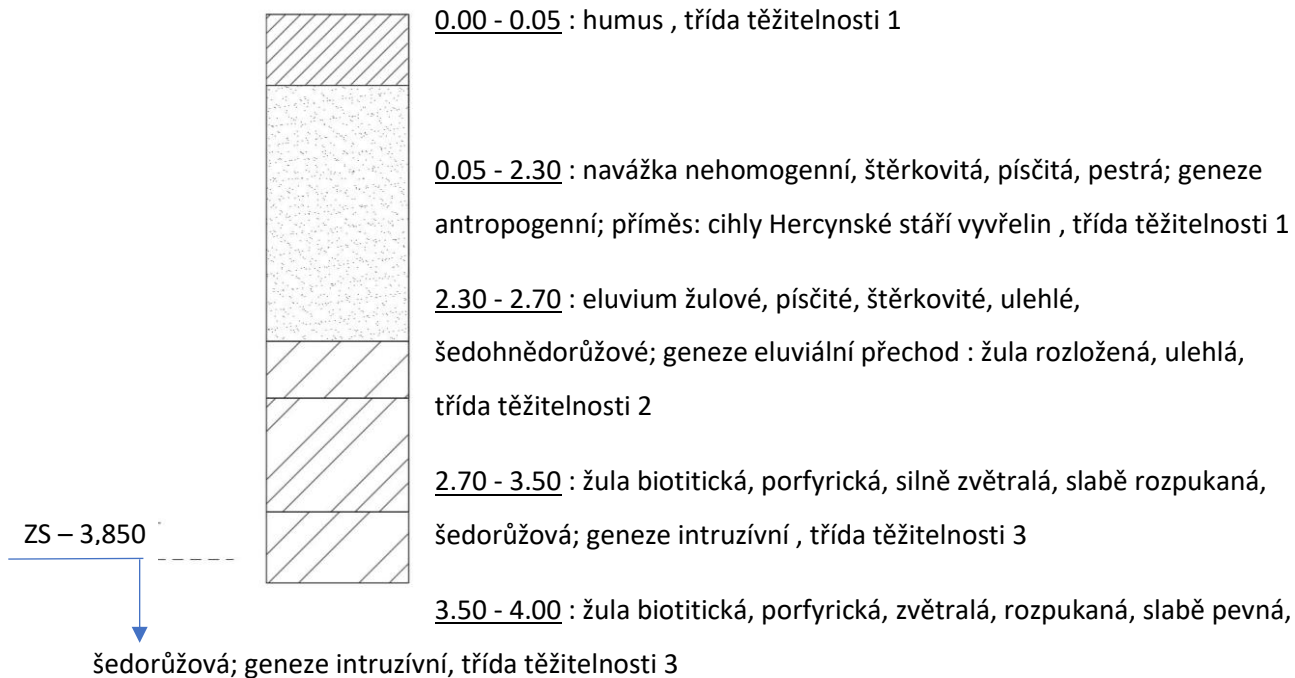 0.00 - 0.05 : humus , třída těžitelnosti 1
0.05 - 2.30 : navážka nehomogenní, štěrkovitá, písčitá, pestrá; geneze
antropogenní; příměs: cihly Hercynské stáří vyvřelin , třída těžitelnosti 1
2.30 - 2.70 : eluvium žulové, písčité, štěrkovité, ulehlé,
šedohnědorůžové; geneze eluviální přechod : žula rozložená, ulehlá,
třída těžitelnosti 2
2.70 - 3.50 : žula biotitická, porfyrická, silně zvětralá, slabě rozpukaná,
šedorůžová; geneze intruzívní , třída těžitelnosti 3
ZS – 3,850
3.50 - 4.00 : žula biotitická, porfyrická, zvětralá, rozpukaná, slabě pevná,
šedorůžová; geneze intruzívní, třída těžitelnosti 3